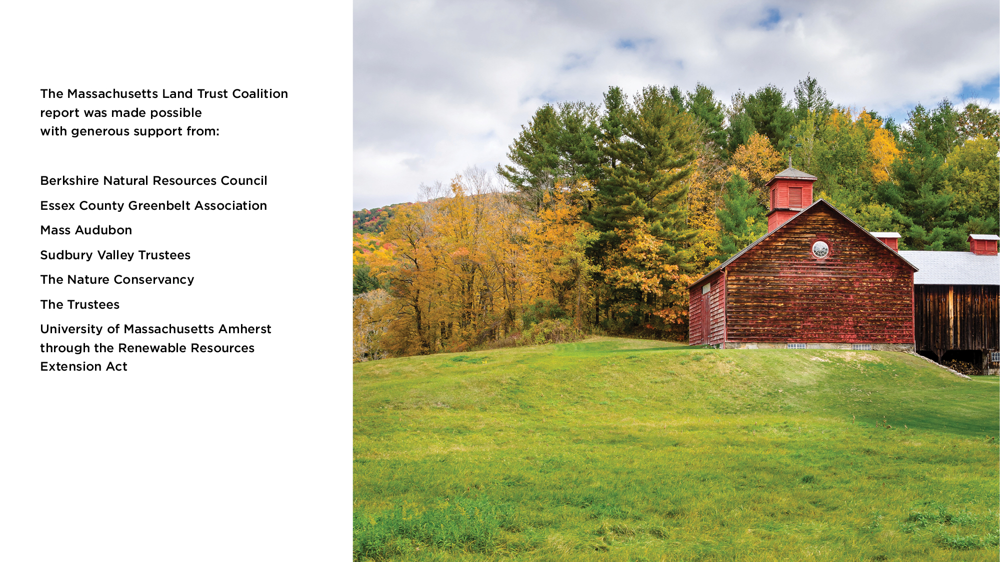 The Massachusetts Land Trust Coalition
report was made possible
with generous support from:
Berkshire Natural Resources Council
Essex County Greenbelt Association
Mass Audubon
Sudbury Valley Trustees
The Nature Conservancy
The Trustees
University of Massachusetts Amherst
through the Renewable Resources
Extension Act